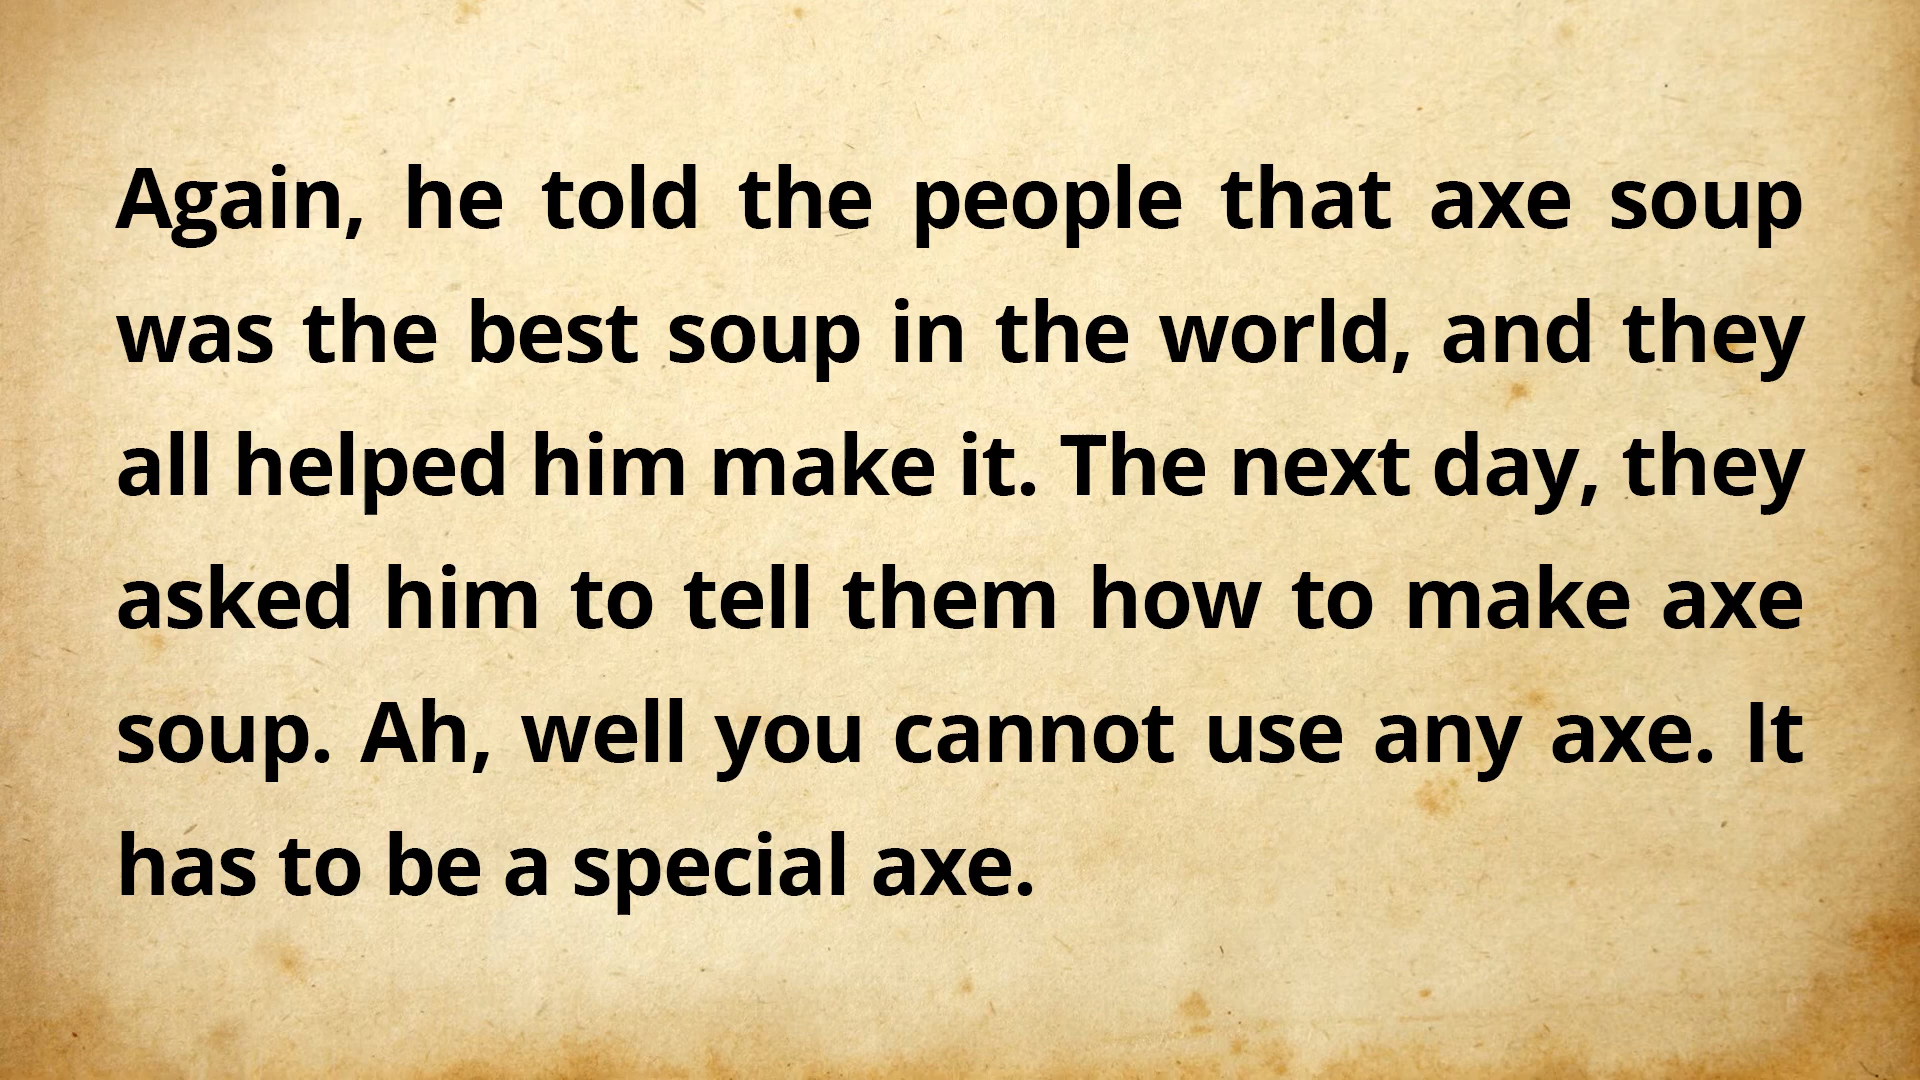 Again, he told the people that axe soup
was the best soup in the world, and they
all helped him make it. The next day, they
asked him to tell them how to make axe
soup. Ah, well you cannot use any axe. It
has to be a special axe.